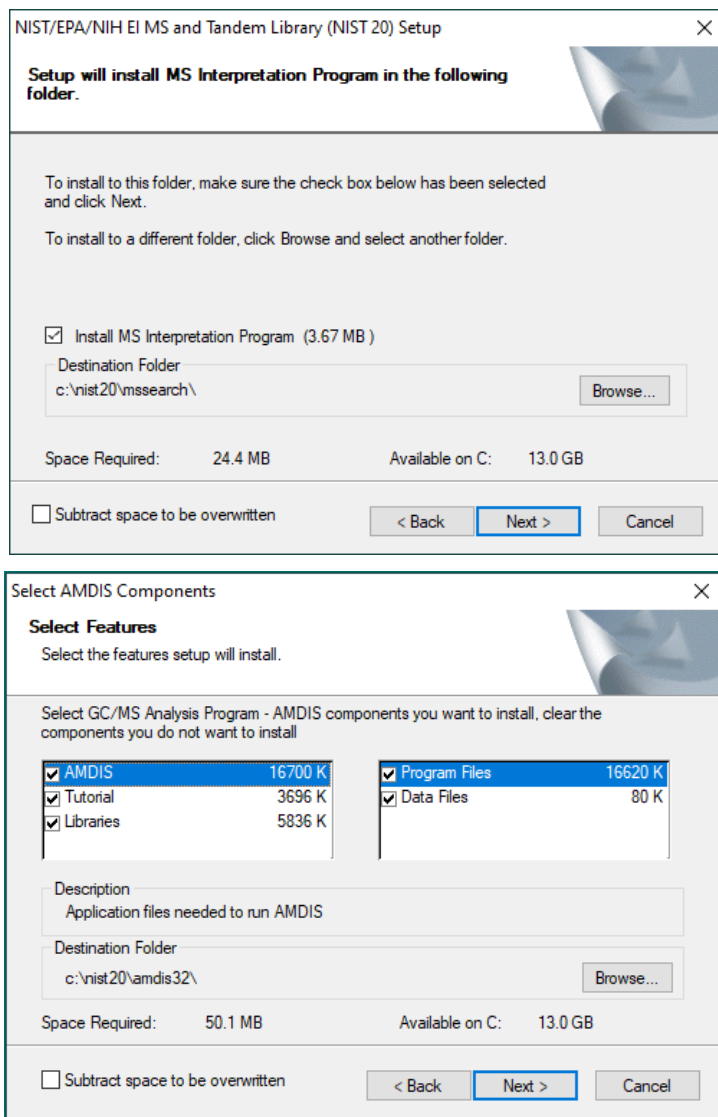 NIST/EPA/NIH EI MS and Tandem Library (NIST 20) Setup
Setup will install MS Interpretation Program in the following
folder.
To install to this folder, make sure the check box below has been selected
and click Next.
To install to a different folder, click Browse and select another folder.
Install MS Interpretation Program (3.67 MB )
Destination Folder
c:\nist20\mssearch\
Browse...
Space Required: 24.4 MB Available on C: 13.0 GB
Subtract space to be overwritten
< Back Next > Cancel
Select AMDIS Components
Select Features
Select the features setup will install.
Select GC/MS Analysis Program - AMDIS components you want to install, clear the
components you do not want to install
AMDIS 16700 K Program Files 16620 K
Tutorial 3696 K Data Files 80 K
Libraries 5836 K
Description
Application files needed to run AMDIS
Destination Folder
c:\nist20\amdis32\
Browse...
Space Required: 50.1 MB Available on C: 13.0 GB
Subtract space to be overwritten
< Back Next > Cancel